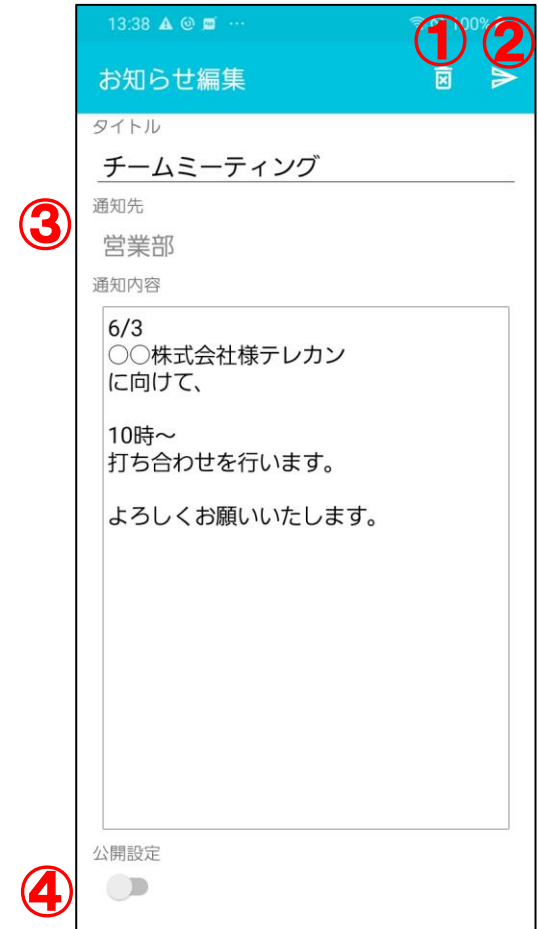 13:38 ... 100%
① ②
お知らせ編集
タイトル
チームミーティング
③
通知先
営業部
通知内容
6/3
○○株式会社様テレカン
に向けて、
10時～
打ち合わせを行います。
よろしくお願いいたします。
公開設定
④